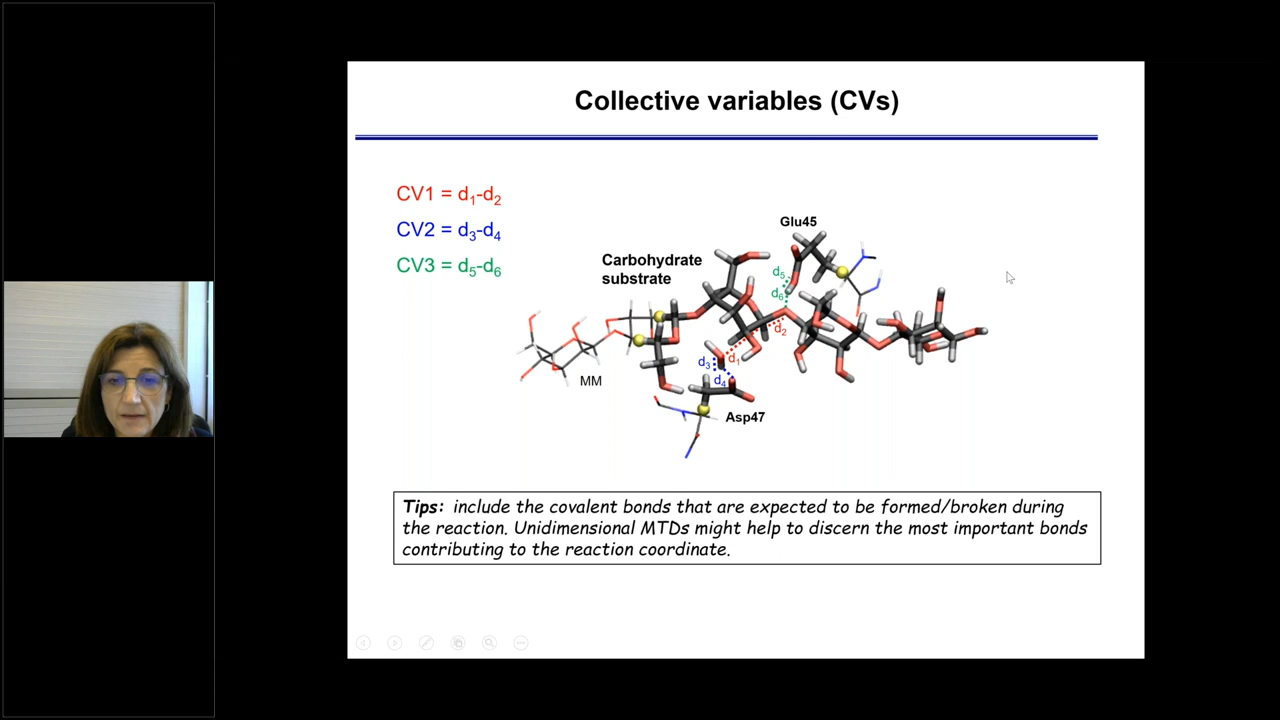 Collective variables (CVs)
CV1 = d1-d2
CV2 = d3-d4
CV3 = d5-d6
Glu45
Carbohydrate
substrate
d5
d6
d2
d1
d3
d4
MM
Asp47
Tips: include the covalent bonds that are expected to be formed/broken during
the reaction. Unidimensional MTDs might help to discern the most important bonds
contributing to the reaction coordinate.